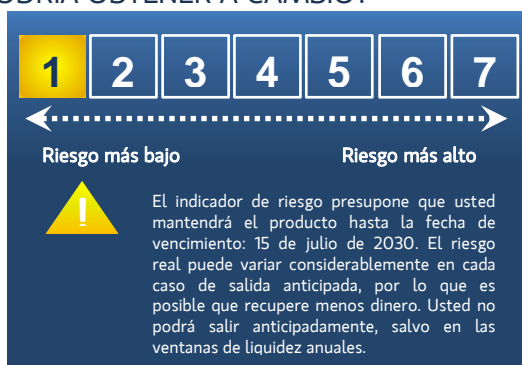 ODRÍA OBTENER A CAMBIO?
1 2 3 4 5 6 7
Riesgo más bajo Riesgo más alto
!
El indicador de riesgo presupone que usted
mantendrá el producto hasta la fecha de
vencimiento: 15 de julio de 2030. El riesgo
real puede variar considerablemente en cada
caso de salida anticipada, por lo que es
posible que recupere menos dinero. Usted no
podrá salir anticipadamente, salvo en las
ventanas de liquidez anuales.